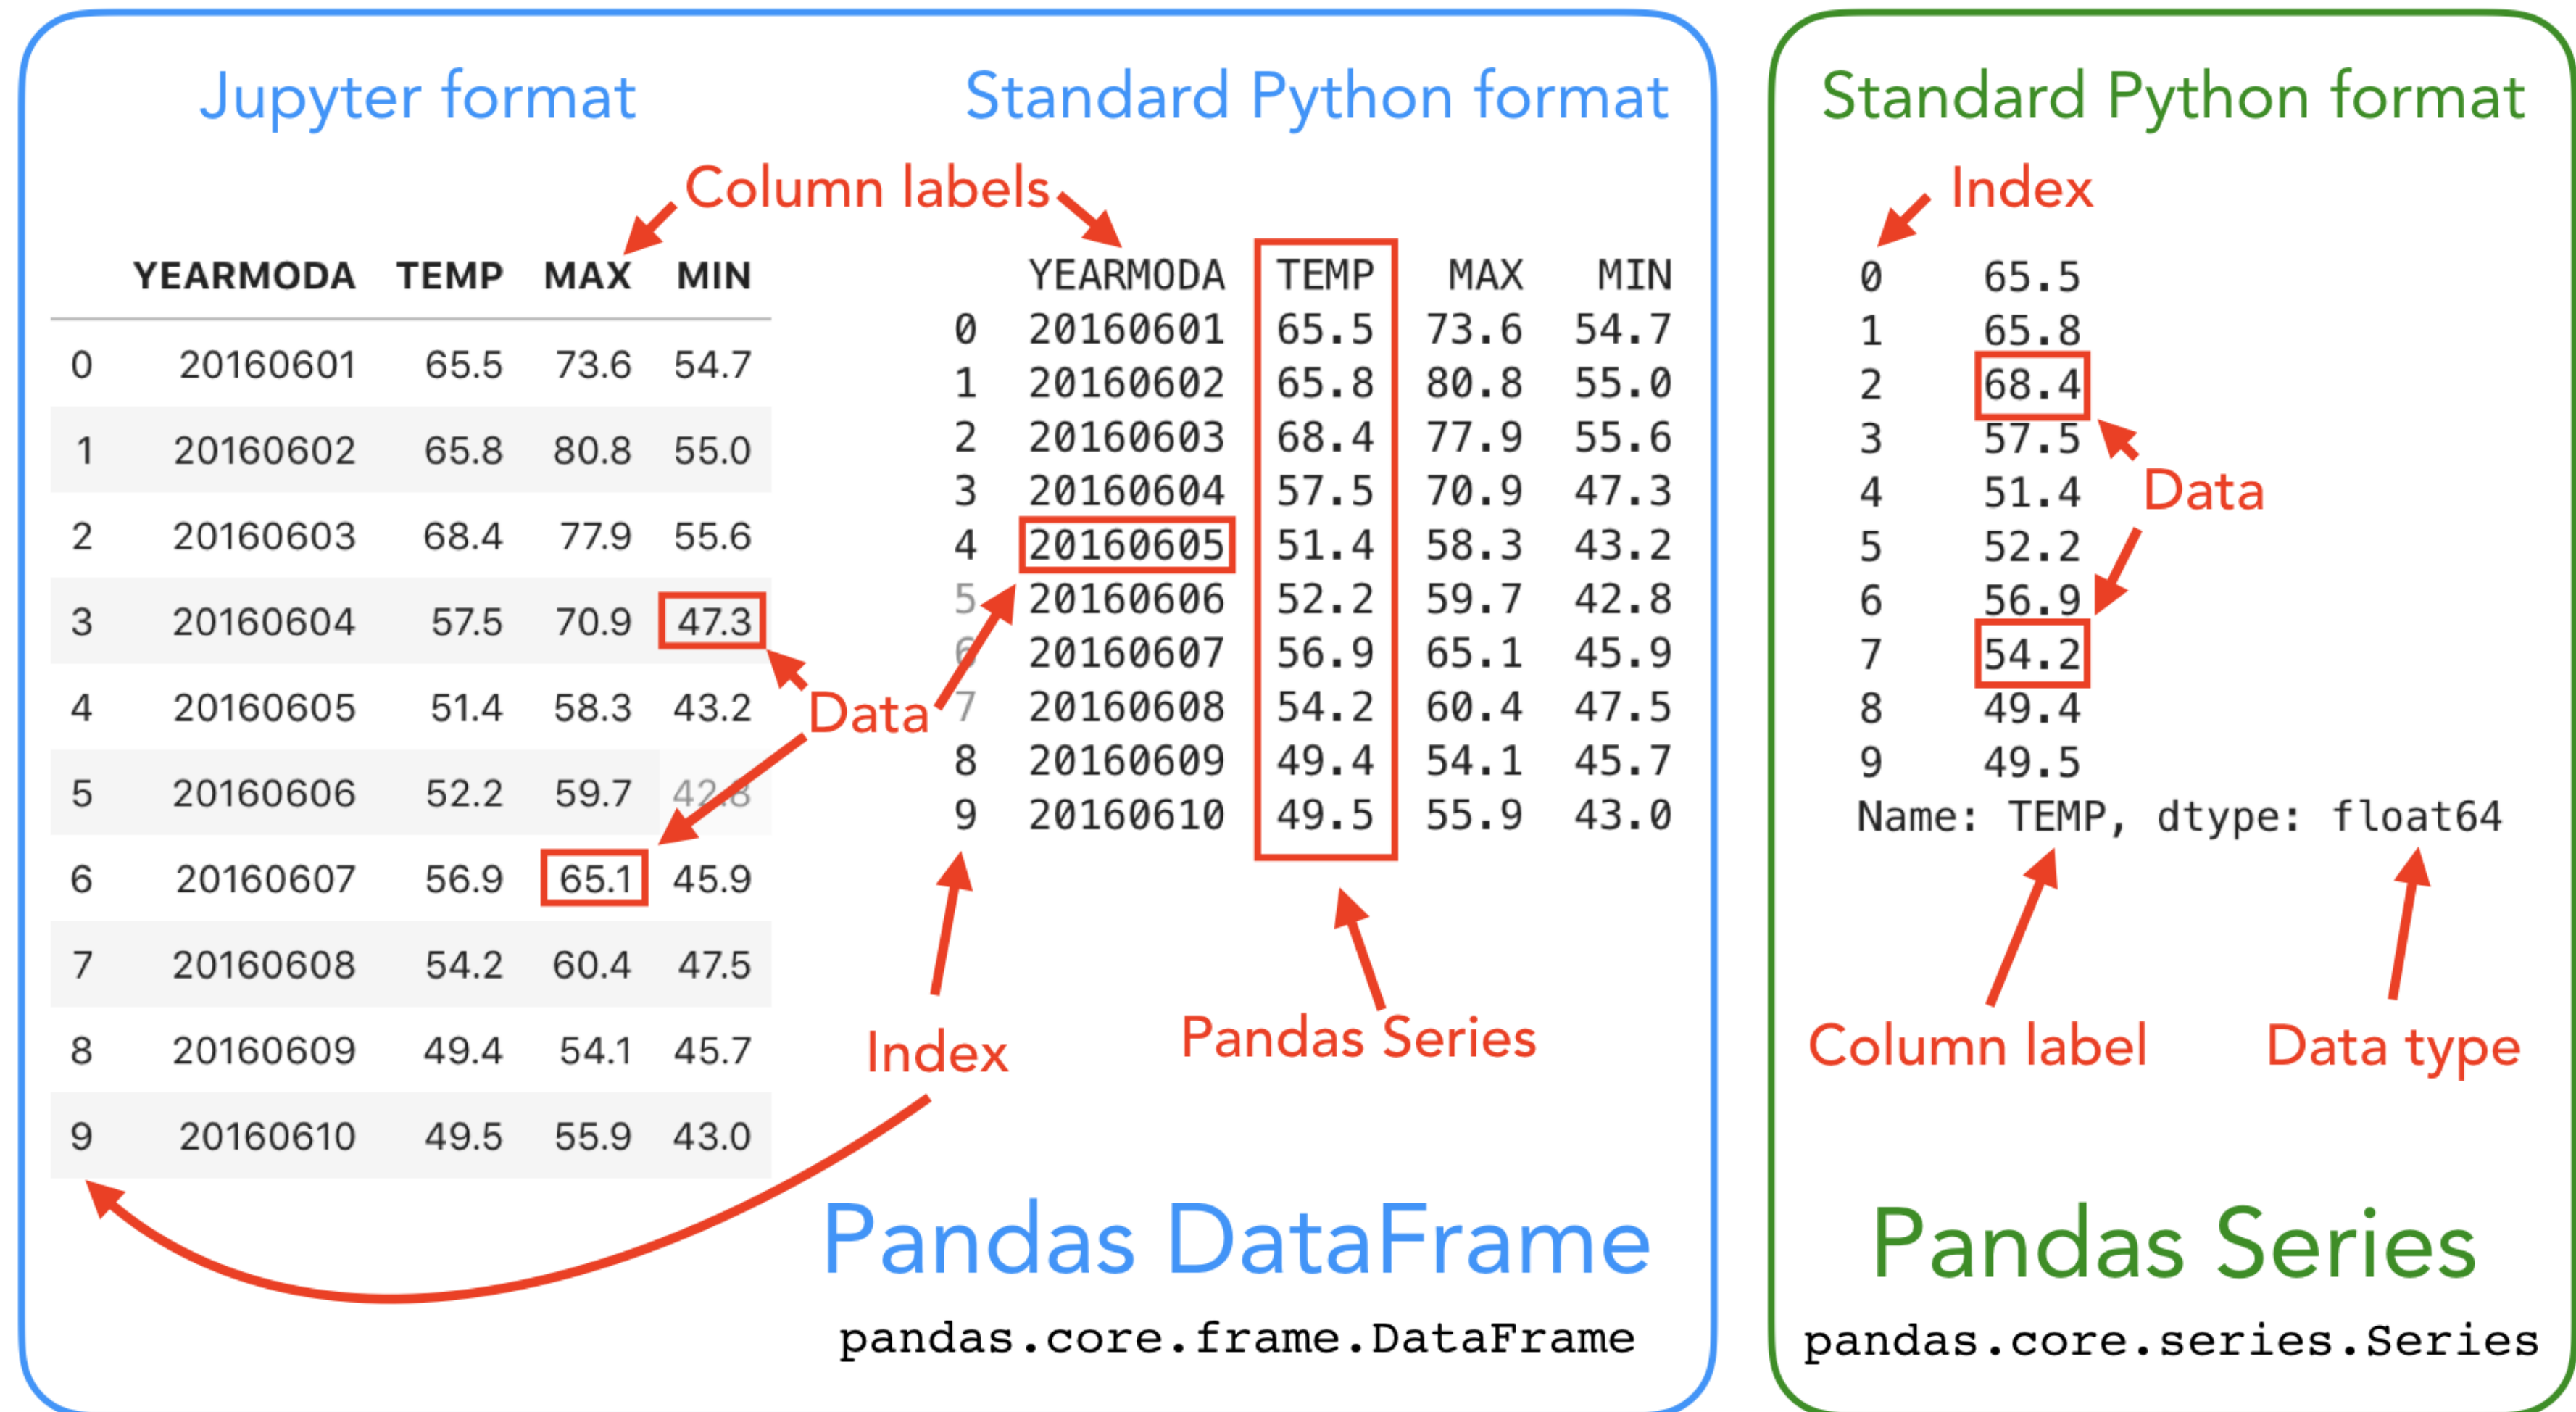 Jupyter format
Column labels
YEARMODA TEMP MAX MIN
0 20160601 65.5 73.6 54.7
1 20160602 65.8 80.8 55.0
2 20160603 68.4 77.9 55.6
3 20160604 57.5 70.9 47.3
4 20160605 51.4 58.3 43.2
5 20160606 52.2 59.7 42.8
6 20160607 56.9 65.1 45.9
7 20160608 54.2 60.4 47.5
8 20160609 49.4 54.1 45.7
9 20160610 49.5 55.9 43.0
Data
Standard Python format
YEARMODA TEMP MAX MIN
0 20160601 65.5 73.6 54.7
1 20160602 65.8 80.8 55.0
2 20160603 68.4 77.9 55.6
3 20160604 57.5 70.9 47.3
4 20160605 51.4 58.3 43.2
5 20160606 52.2 59.7 42.8
6 20160607 56.9 65.1 45.9
7 20160608 54.2 60.4 47.5
8 20160609 49.4 54.1 45.7
9 20160610 49.5 55.9 43.0
Index
Pandas Series
Pandas DataFrame
pandas.core.frame.DataFrame
Standard Python format
Index
0 65.5
1 65.8
2 68.4
3 57.5
4 51.4
5 52.2
6 56.9
7 54.2
8 49.4
9 49.5
Name: TEMP, dtype: float64
Data
Column label
Data type
Pandas Series
pandas.core.series.Series